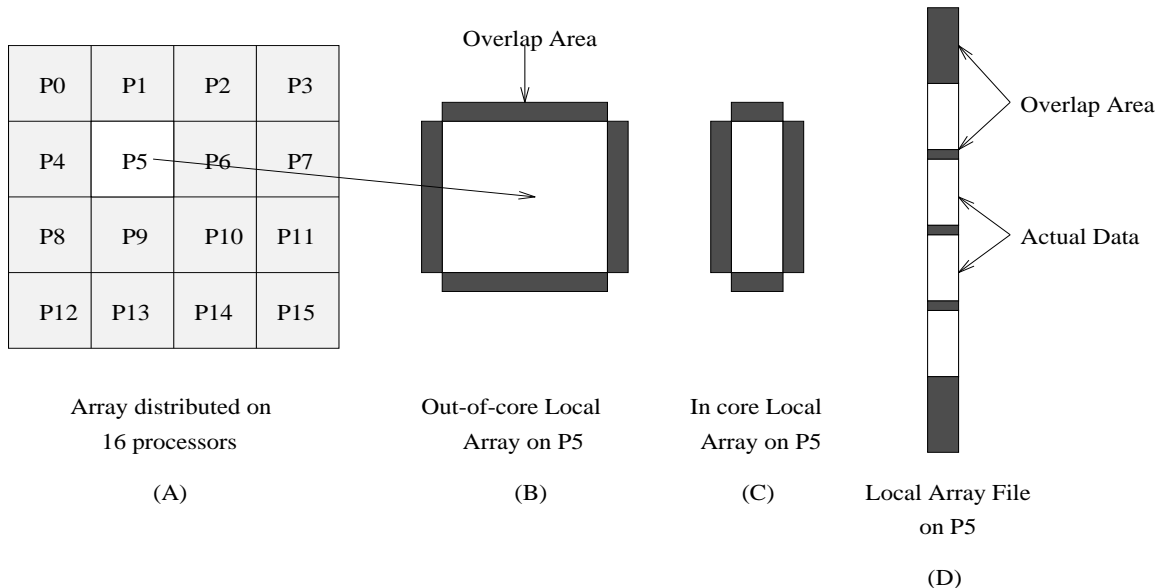 P0 P1 P2 P3
P4 P5 P6 P7
P8 P9 P10 P11
P12 P13 P14 P15
Array distributed on
16 processors
(A)
Overlap Area
Out-of-core Local
Array on P5
(B)
In core Local
Array on P5
(C)
Overlap Area
Actual Data
Local Array File
on P5
(D)